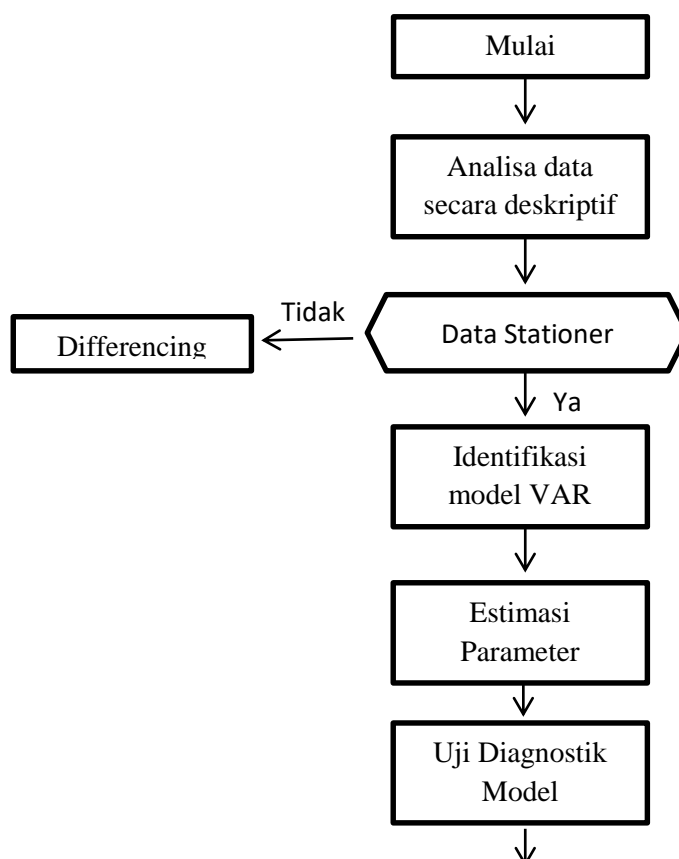 Mulai
Analisa data
secara deskriptif
Tidak
Differencing
Data Stationer
Ya
Identifikasi
model VAR
Estimasi
Parameter
Uji Diagnostik
Model